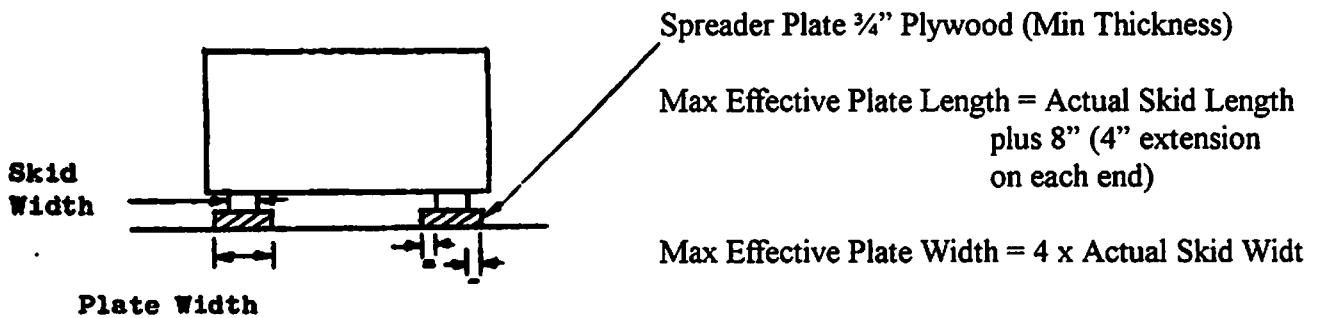 Spreader Plate ¾” Plywood (Min Thickness)
Max Effective Plate Length = Actual Skid Length
plus 8” (4” extension
on each end)
Skid
Width
Max Effective Plate Width = 4 x Actual Skid Widt
Plate Width